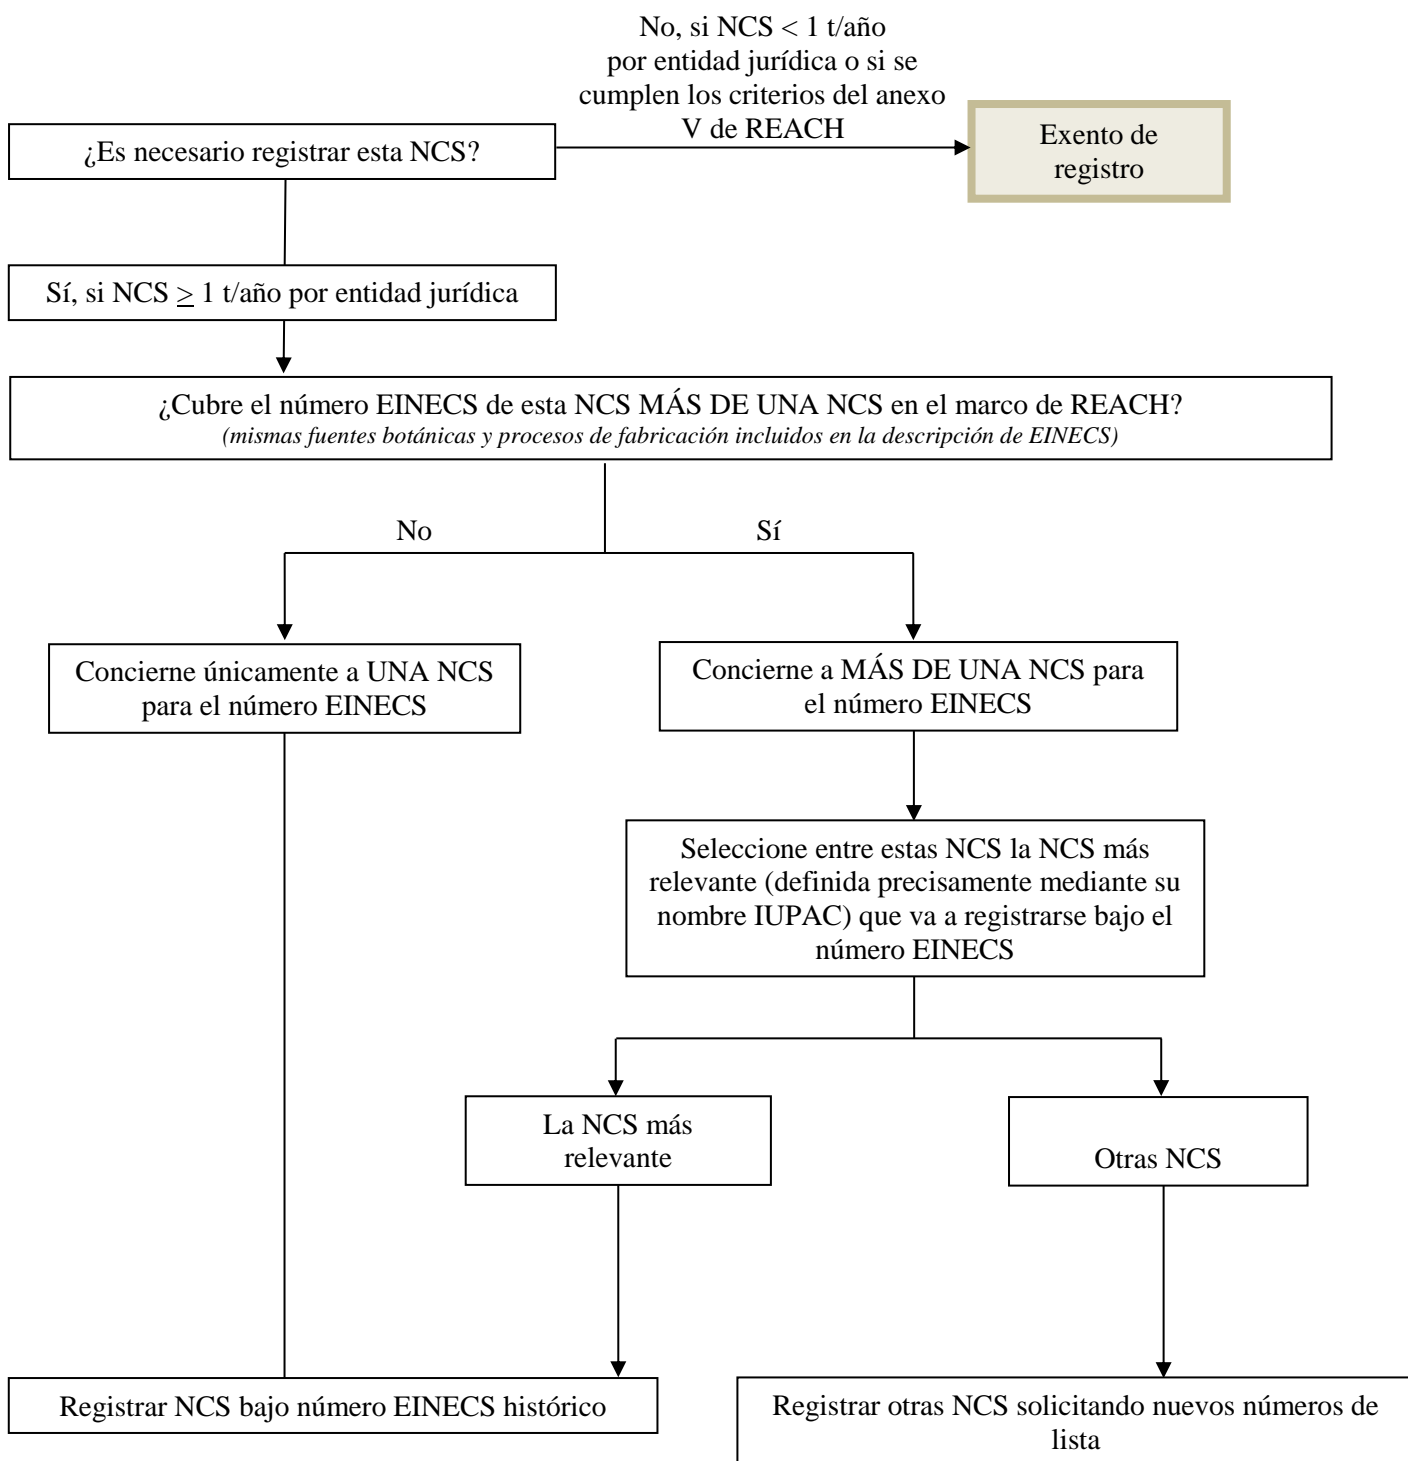 No, si NCS < 1 t/año
por entidad jurídica o si se
cumplen los criterios del anexo
V de REACH
¿Es necesario registrar esta NCS?
Exento de
registro
Sí, si NCS ≥ 1 t/año por entidad jurídica
¿Cubre el número EINECS de esta NCS MÁS DE UNA NCS en el marco de REACH?
(mismas fuentes botánicas y procesos de fabricación incluidos en la descripción de EINECS)
No
Sí
Concierne únicamente a UNA NCS
para el número EINECS
Concierne a MÁS DE UNA NCS para
el número EINECS
Seleccione entre estas NCS la NCS más
relevante (definida precisamente mediante su
nombre IUPAC) que va a registrarse bajo el
número EINECS
La NCS más
relevante
Otras NCS
Registrar NCS bajo número EINECS histórico
Registrar otras NCS solicitando nuevos números de
lista